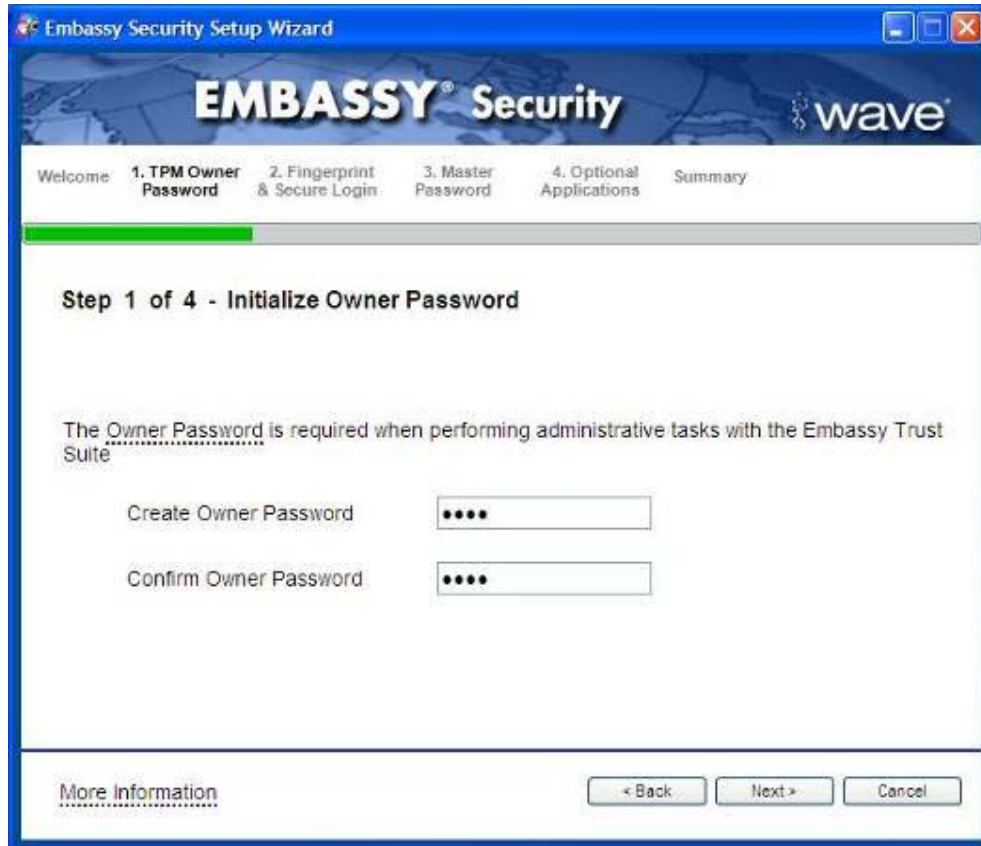 Embassy Security Setup Wizard
EMBASSY® Security
wave
Welcome
1. TPM Owner
Password
2. Fingerprint
& Secure Login
3. Master
Password
4. Optional
Applications
Summary
Step 1 of 4 - Initialize Owner Password
The Owner Password is required when performing administrative tasks with the Embassy Trust
Suite
Create Owner Password ••••
Confirm Owner Password ••••
More Information
< Back
Next >
Cancel